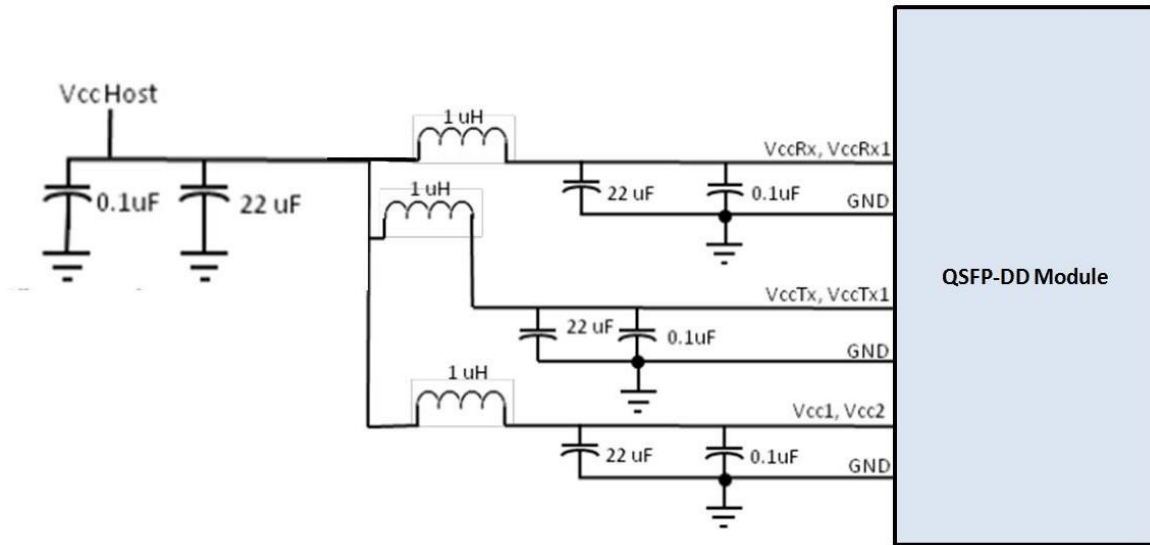 VccHost
0.1uF
22 uF
1 uH
VccRx, VccRx1
22 uF
0.1uF
GND
1 uH
VccTx, VccTx1
22 uF
0.1uF
GND
1 uH
Vcc1, Vcc2
22 uF
0.1uF
GND
QSFP-DD Module